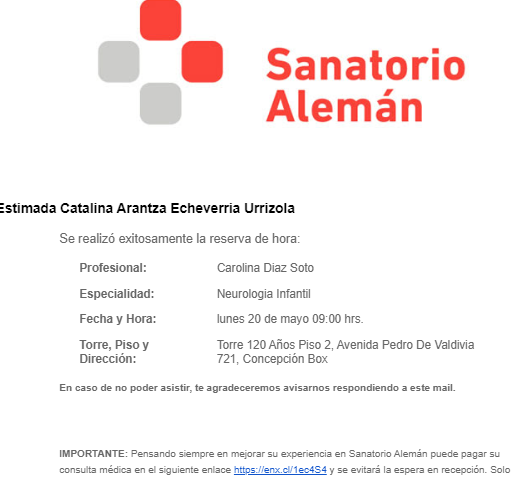 Sanatorio
Alemán
Estimada Catalina Arantza Echeverria Urrizola
Se realizó exitosamente la reserva de hora:
Profesional: Carolina Diaz Soto
Especialidad: Neurologia Infantil
Fecha y Hora: lunes 20 de mayo 09:00 hrs.
Torre, Piso y Dirección: Torre 120 Años Piso 2, Avenida Pedro De Valdivia
721, Concepción Box
En caso de no poder asistir, te agradeceremos avisarnos respondiendo a este mail.
IMPORTANTE: Pensando siempre en mejorar su experiencia en Sanatorio Alemán puede pagar su
consulta médica en el siguiente enlace https://enx.cl/1ec4S4 y se evitará la espera en recepción. Solo